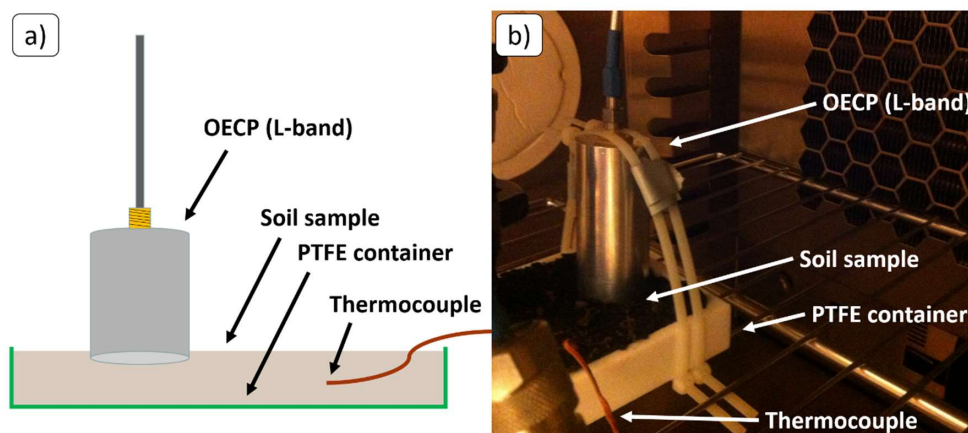 a)
OECP (L-band)
Soil sample
PTFE container
Thermocouple
b)
OECP (L-band)
Soil sample
PTFE container
Thermocouple